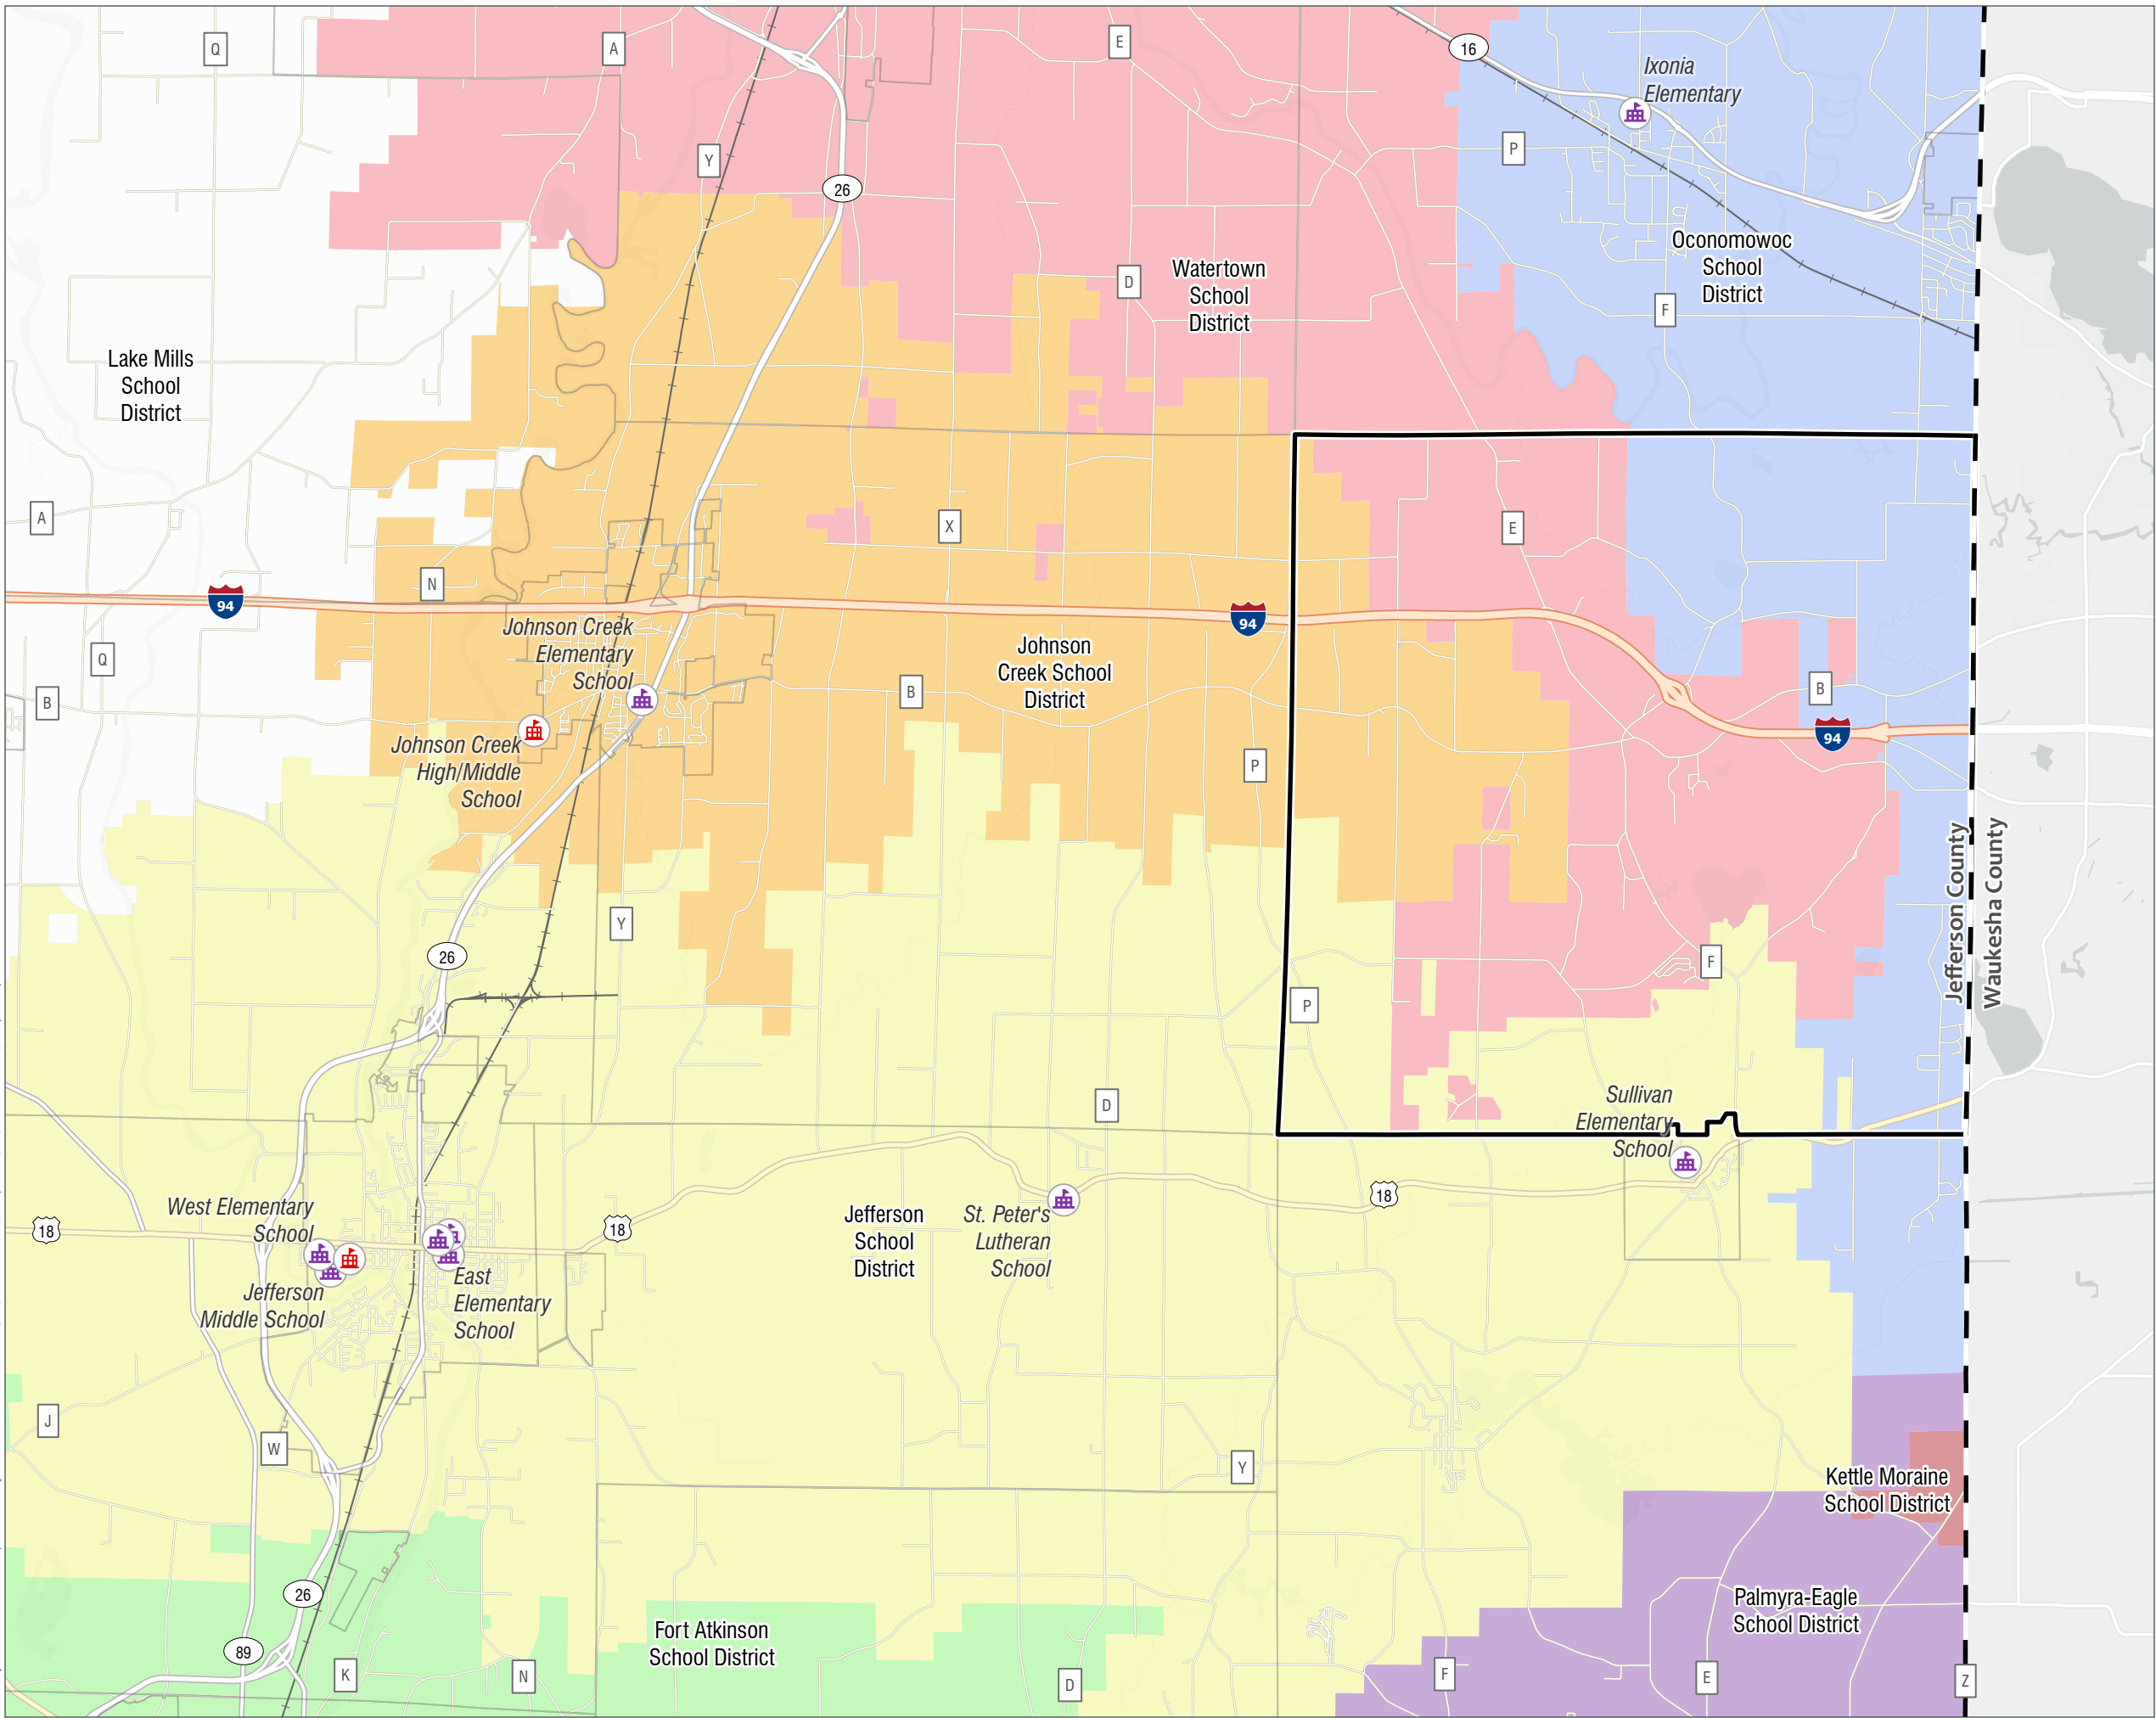 Q
A
E
16
Ixonia
Elementary
Y
P
26
Oconomowoc
School
District
Watertown
School
District
D
F
Lake Mills
School
District
A
X
E
N
94
94
Johnson Creek
Elementary
School
Johnson
Creek School
District
Q
B
B
B
94
Johnson Creek
High/Middle
School
P
Jefferson County
Waukesha County
Y
26
F
P
D
Sullivan
Elementary
School
West Elementary
School
18
18
18
Jefferson
School
District
St. Peter's
Lutheran
School
East
Elementary
School
Jefferson
Middle School
J
W
Y
Kettle Moraine
School District
26
Palmyra-Eagle
School District
Fort Atkinson
School District
89
K
N
D
F
E
Z